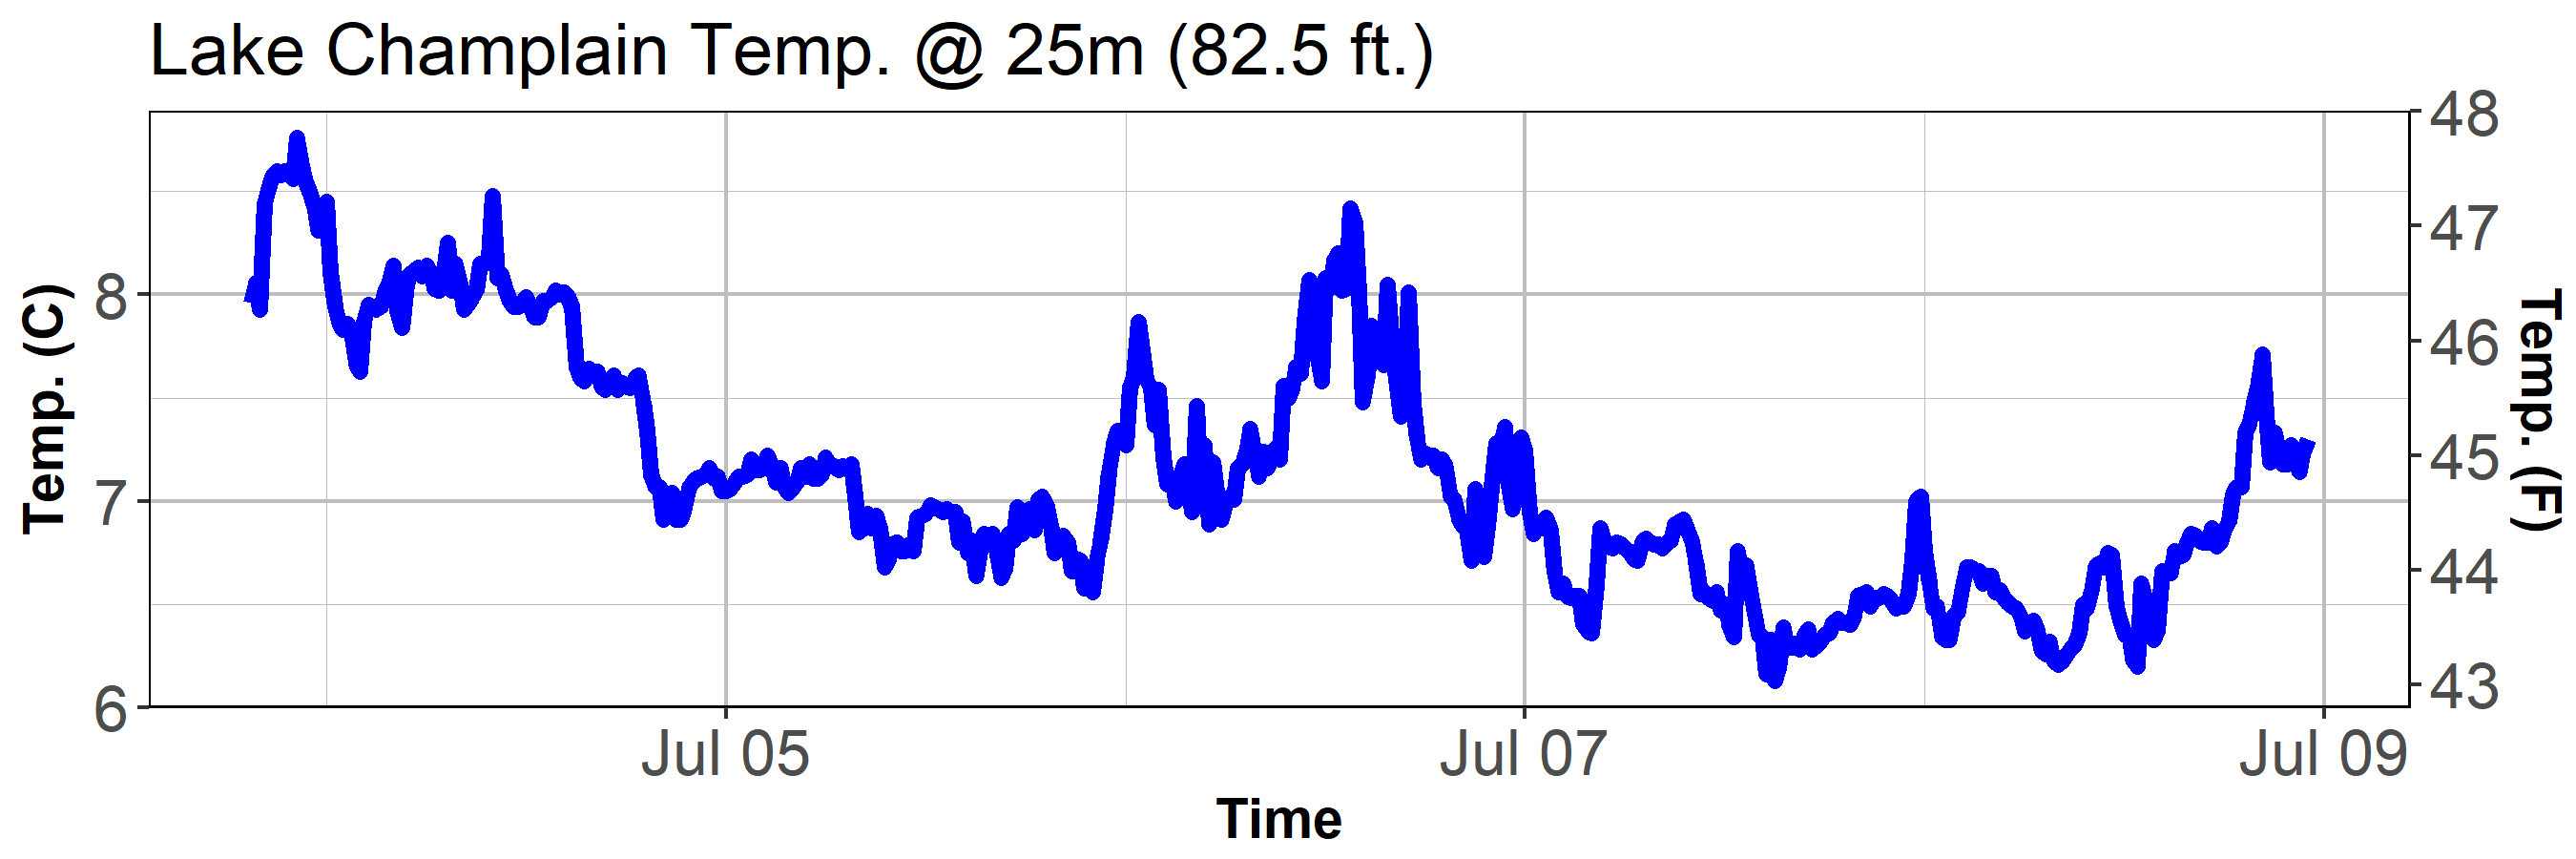 Lake Champlain Temp. @ 25m (82.5 ft.)
Temp. (C)
8
7
6
48
47
46
45
44
43
Temp. (F)
Jul 05 Jul 07 Jul 09
Time